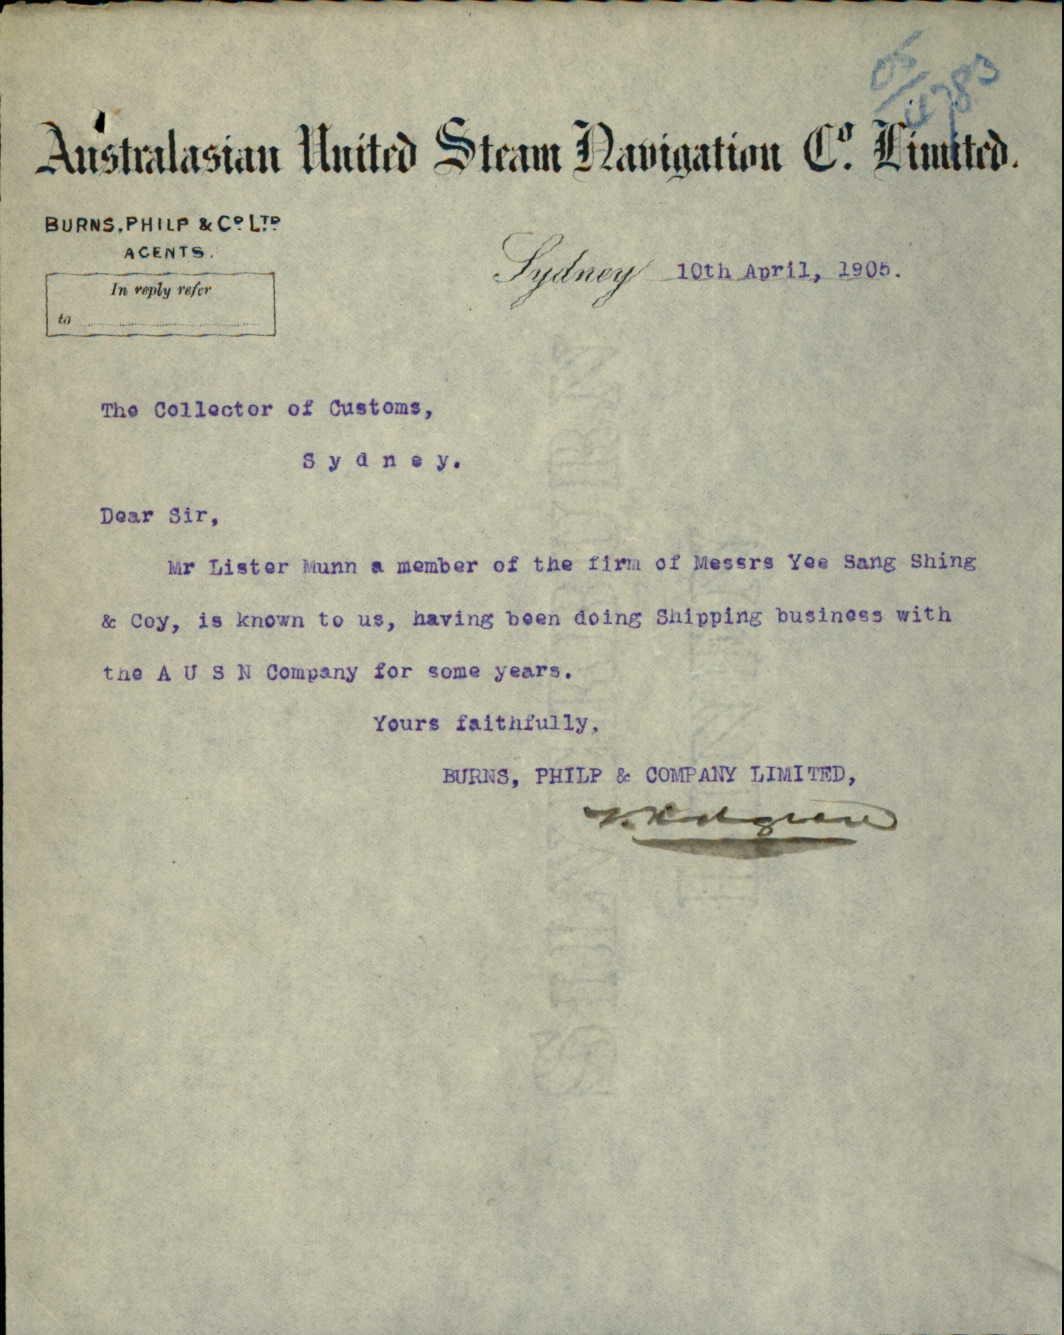 05/4783
Australasian United Steam Navigation Co. Limited.
BURNS, PHILP & Co. LTD.
AGENTS.
In reply refer
to
Sydney 10th April, 1905.
The Collector of Customs,
S y d n e y.
Dear Sir,
Mr Lister Munn a member of the firm of Messrs Yee Sang Shing
& Coy, is known to us, having been doing Shipping business with
the A U S N Company for some years.
Yours faithfully,
BURNS, PHILP & COMPANY LIMITED,